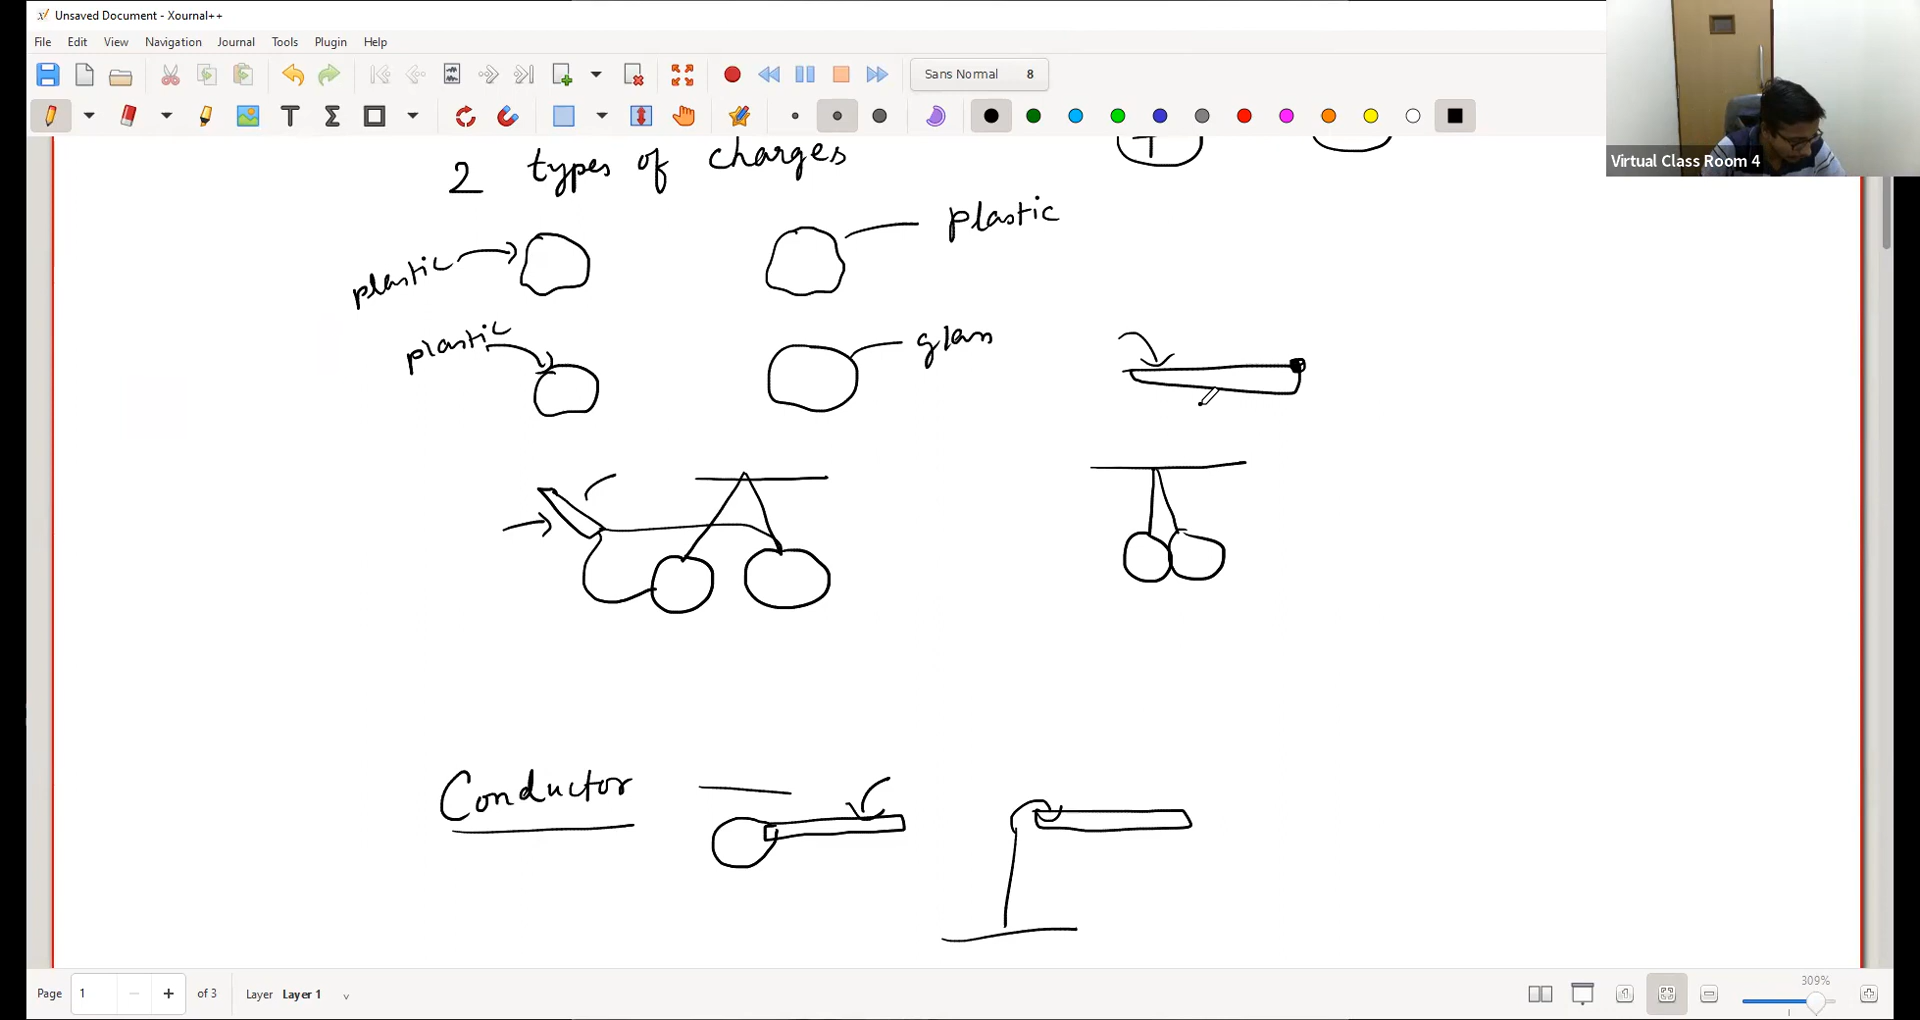 Unsaved Document - Xournal++
File Edit View Navigation Journal Tools Plugin Help
Sans Normal 8
Virtual Class Room 4
2 types of charges
+
plastic
plastic
plastic
glass
Conductor
Page 1 of 3 Layer Layer 1
309%